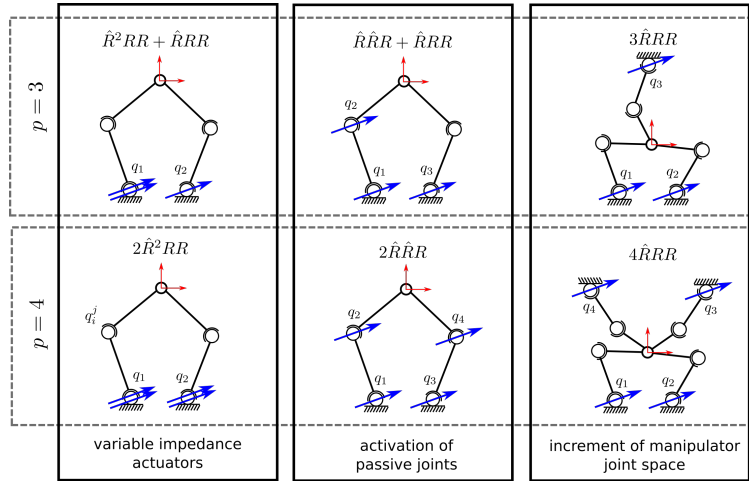 R̂²RR + R̂RR
R̂R̂R + R̂RR
3R̂RR
p = 3
q₁
q₂
q₂
q₁
q₃
q₃
q₁
q₂
2R̂²RR
2R̂R̂R
4R̂RR
p = 4
qᵢʲ
q₁
q₂
q₂
q₄
q₁
q₃
q₄
q₃
q₁
q₂
variable impedance
actuators
activation of
passive joints
increment of manipulator
joint space